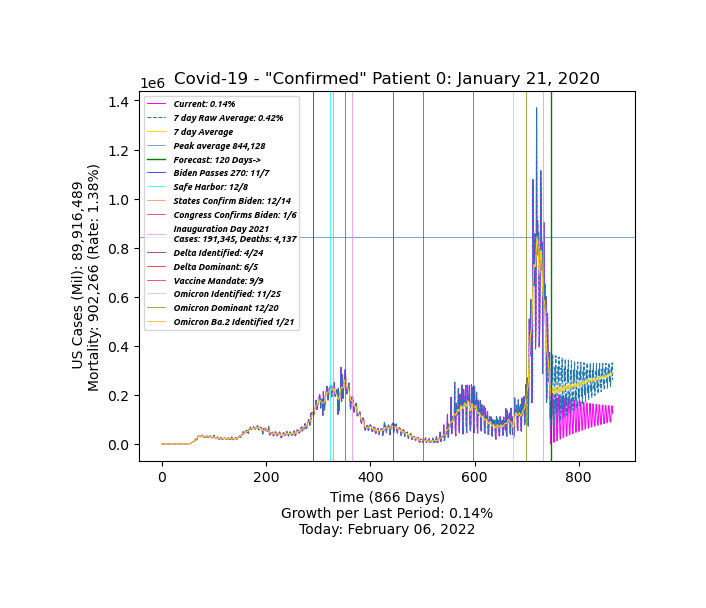 Covid-19 - "Confirmed" Patient 0: January 21, 2020
1e6
1.4
1.2
1.0
0.8
0.6
0.4
0.2
0.0
US Cases (Mil): 89,916,489
Mortality: 902,266 (Rate: 1.38%)
Current: 0.14%
7 day Raw Average: 0.42%
7 day Average
Peak average 844,128
Forecast: 120 Days->
Biden Passes 270: 11/7
Safe Harbor: 12/8
States Confirm Biden: 12/14
Congress Confirms Biden: 1/6
Inauguration Day 2021
Cases: 191,345, Deaths: 4,137
Delta Identified: 4/24
Delta Dominant: 6/5
Vaccine Mandate: 9/9
Omicron Identified: 11/25
Omicron Dominant 12/20
Omicron Ba.2 Identified 1/21
0 200 400 600 800
Time (866 Days)
Growth per Last Period: 0.14%
Today: February 06, 2022